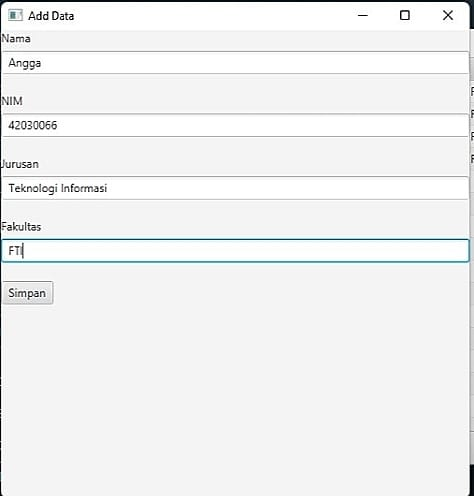 Add Data
Nama
Angga
NIM
42030066
Jurusan
Teknologi Informasi
Fakultas
FTI
Simpan